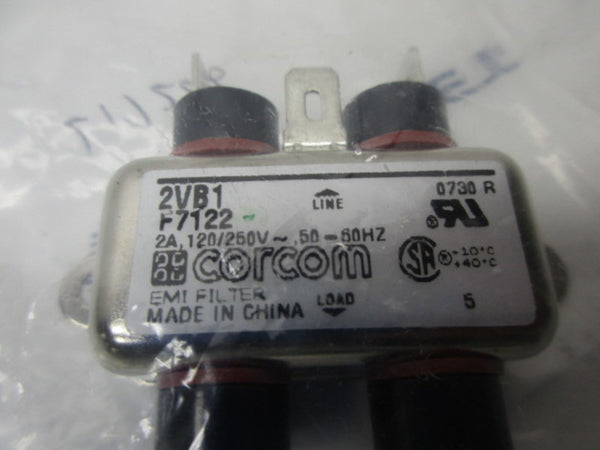 2VB1
F7122
LINE
0730 R
2A, 120/250V~, 50-60HZ
corcom
EMI FILTER
MADE IN CHINA
LOAD
-10°C
+40°C
5